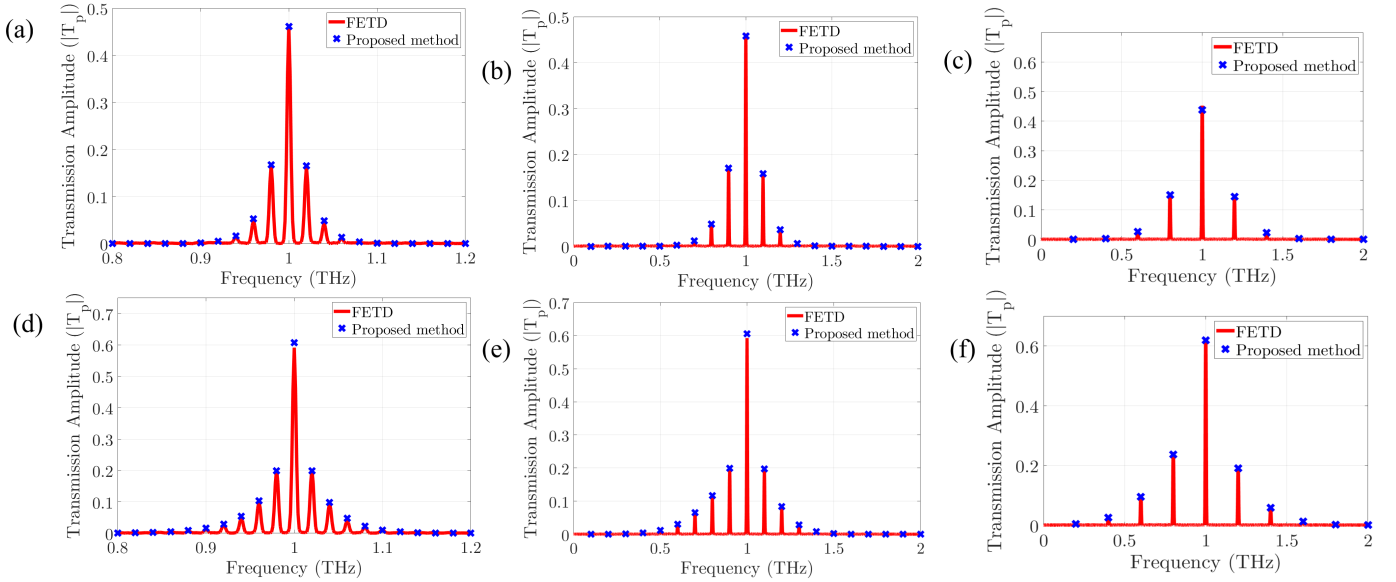 (a)
Transmission Amplitude (|T_p|)
0.5
0.4
0.3
0.2
0.1
0
0.8
0.9
1
1.1
1.2
Frequency (THz)
FETD
Proposed method
(b)
Transmission Amplitude (|T_p|)
0.5
0.4
0.3
0.2
0.1
0
0
0.5
1
1.5
2
Frequency (THz)
FETD
Proposed method
(c)
Transmission Amplitude (|T_p|)
0.6
0.5
0.4
0.3
0.2
0.1
0
0
0.5
1
1.5
2
Frequency (THz)
FETD
Proposed method
(d)
Transmission Amplitude (|T_p|)
0.7
0.6
0.5
0.4
0.3
0.2
0.1
0
0.8
0.9
1
1.1
1.2
Frequency (THz)
FETD
Proposed method
(e)
Transmission Amplitude (|T_p|)
0.7
0.6
0.5
0.4
0.3
0.2
0.1
0
0
0.5
1
1.5
2
Frequency (THz)
FETD
Proposed method
(f)
Transmission Amplitude (|T_p|)
0.6
0.4
0.2
0
0
0.5
1
1.5
2
Frequency (THz)
FETD
Proposed method